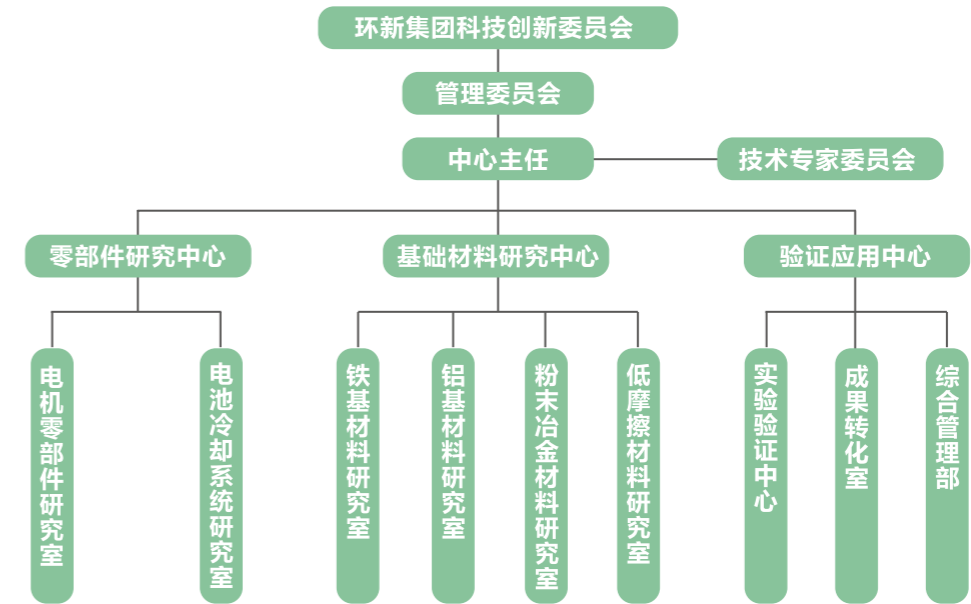 环新集团科技创新委员会
管理委员会
中心主任
技术专家委员会
零部件研究中心
基础材料研究中心
验证应用中心
电机零部件研究室
电池冷却系统研究室
铁基材料研究室
铝基材料研究室
粉末冶金材料研究室
低摩擦材料研究室
实验验证中心
成果转化室
综合管理部